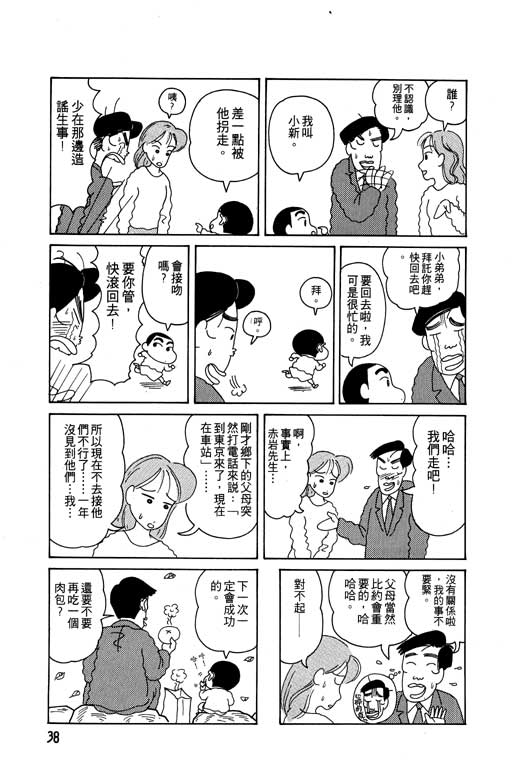 誰？
不認識，
別理他。
我叫
小新。
差一點被
他拐走。
咦？
少在那邊造
謠生事！
小弟弟，
拜託你趕
快回去吧
。
要回去啦，我
可是很忙的。
拜。
呼。
會接吻
嗎？
要你管，
快滾回去！
哈哈…
我們走吧！
啊，
事實上，
赤岩先生…
剛才鄉下的父母突
然打電話來說：「
到東京來了，現在
在車站」……
所以現在不去接他
們不行了……一年
沒見到他們，我…
沒有關係啦
，我的事不
要緊。
父母當然
比約會重
要的，哈
哈哈。
對不起——
下一次一
定會成功
的。
還要不要
再吃一個
肉包？
38